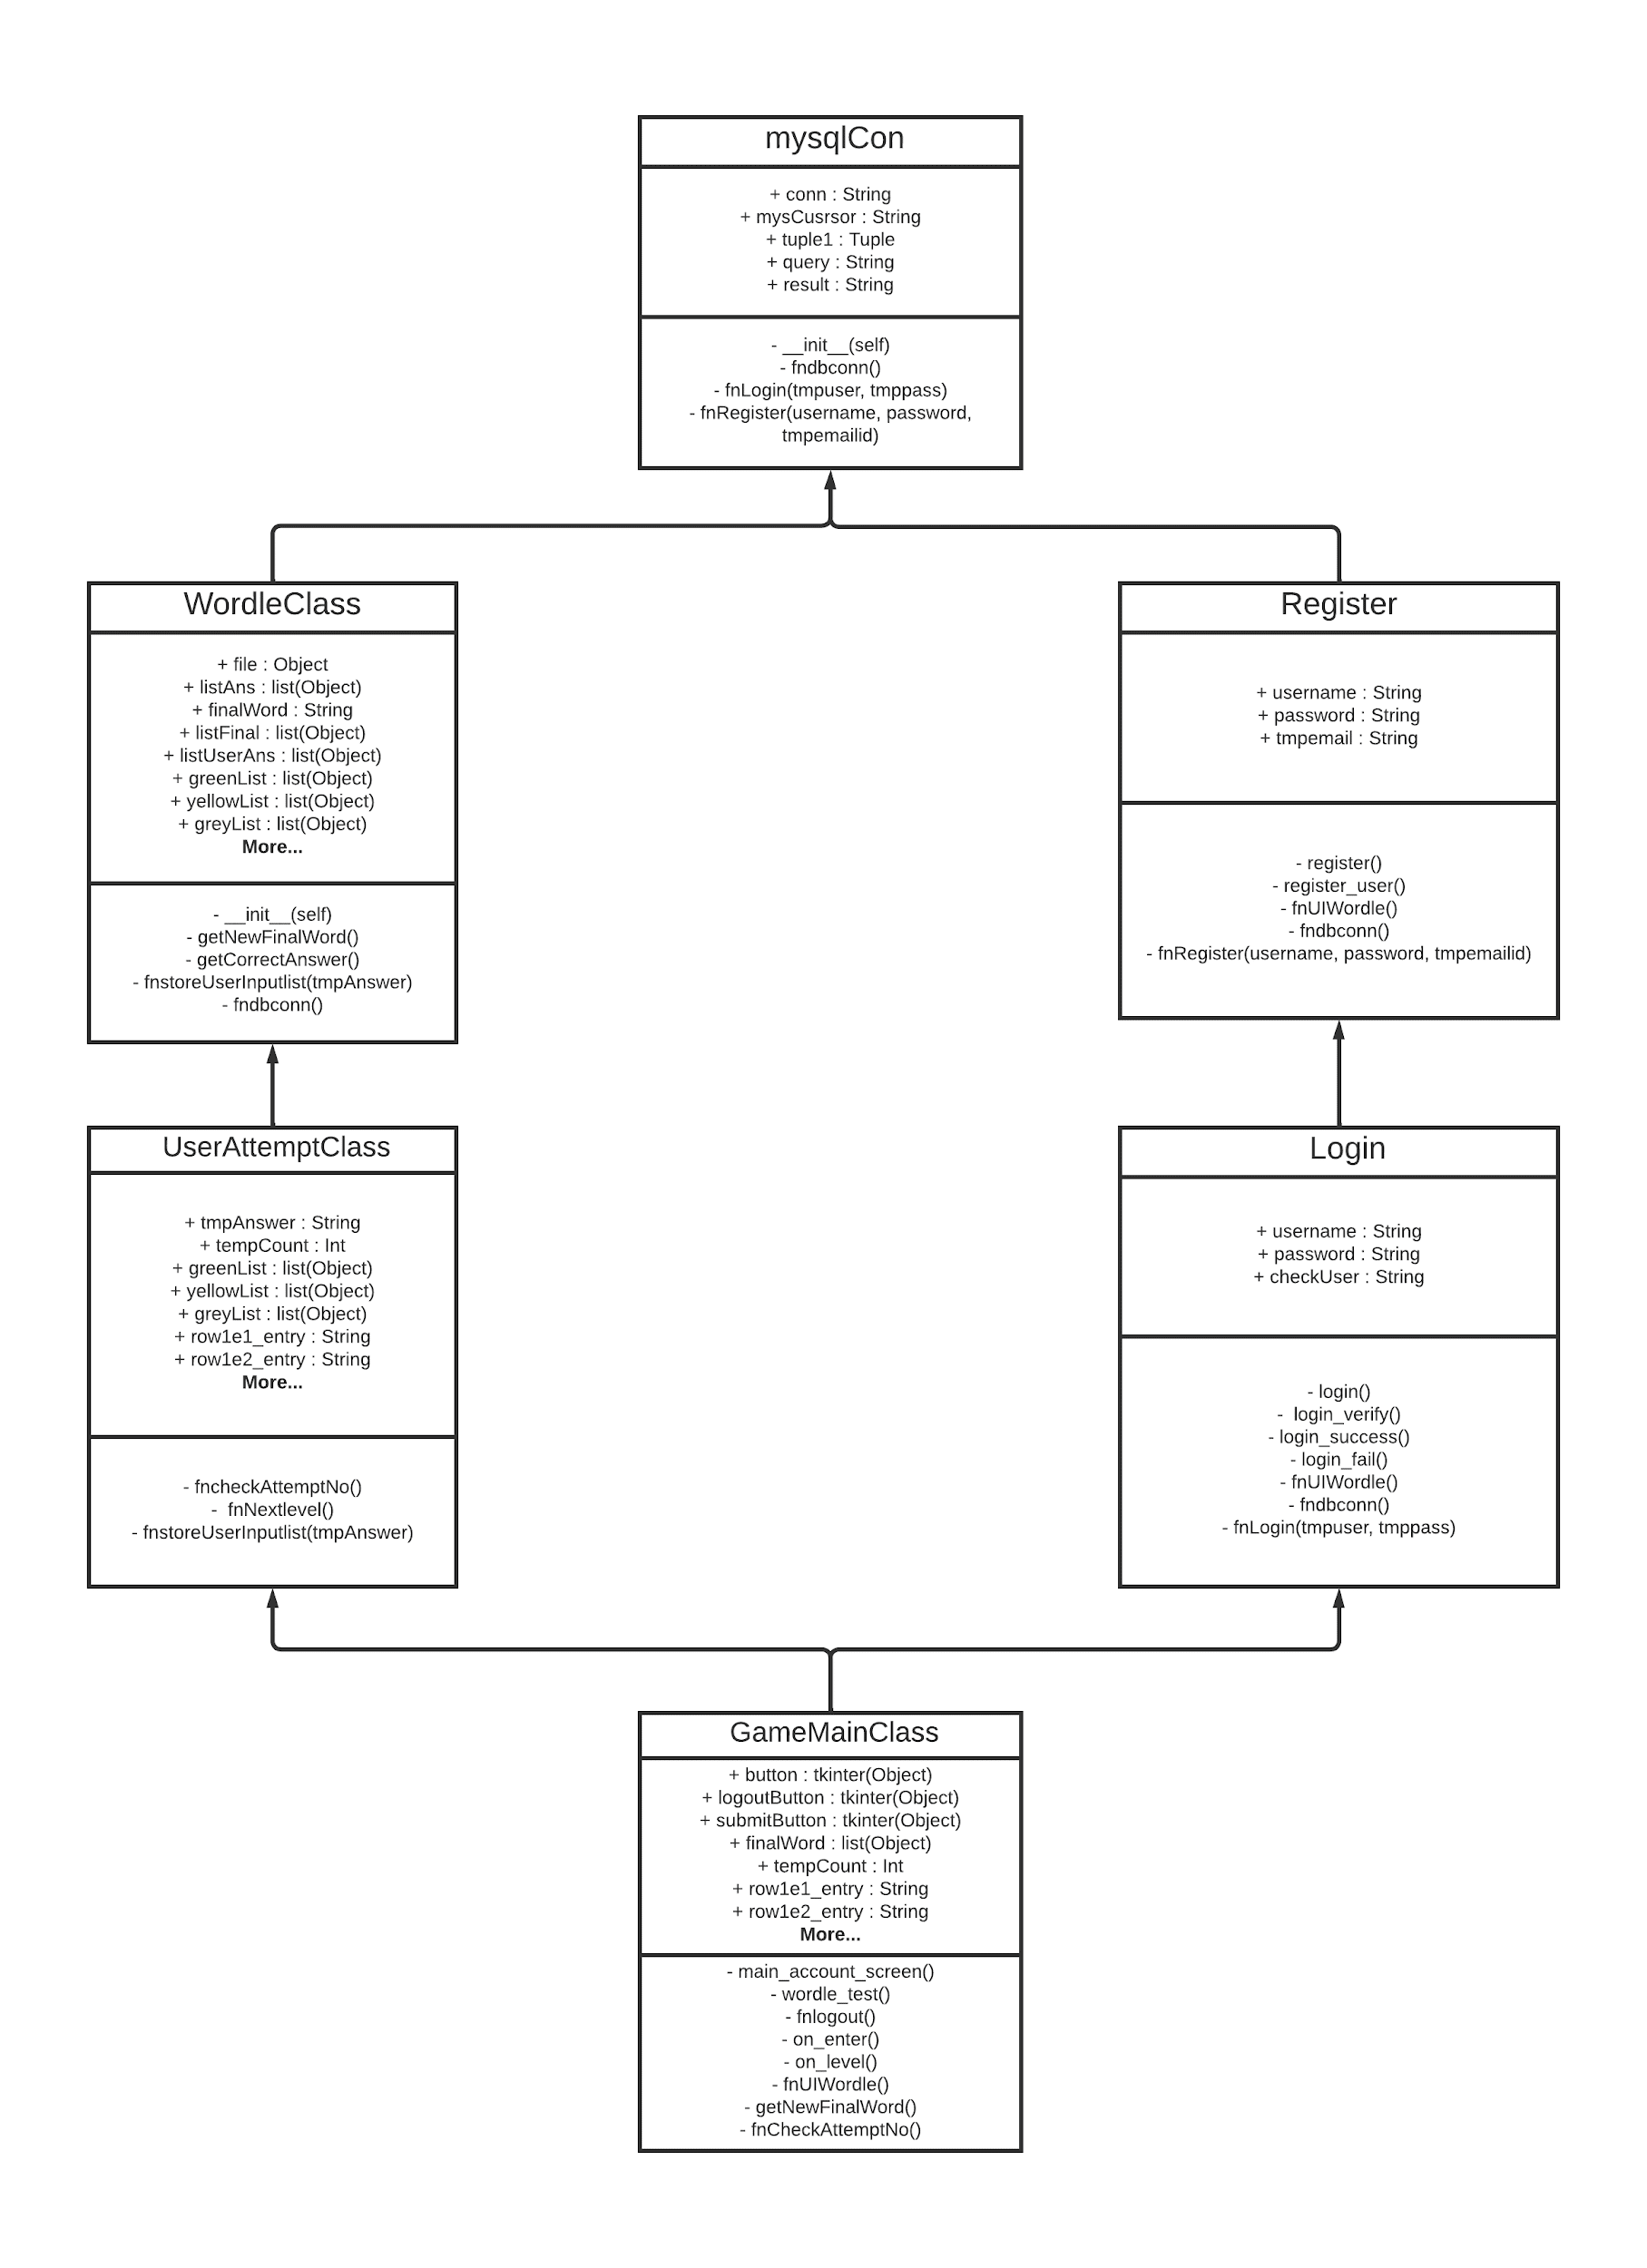 mysqlCon
+ conn : String
+ mysCusrsor : String
+ tuple1 : Tuple
+ query : String
+ result : String
- __init__(self)
- fndbconn()
- fnLogin(tmpuser, tmppass)
- fnRegister(username, password,
tmpemailid)
WordleClass
+ file : Object
+ listAns : list(Object)
+ finalWord : String
+ listFinal : list(Object)
+ listUserAns : list(Object)
+ greenList : list(Object)
+ yellowList : list(Object)
+ greyList : list(Object)
More...
- __init__(self)
- getNewFinalWord()
- getCorrectAnswer()
- fnstoreUserInputlist(tmpAnswer)
- fndbconn()
Register
+ username : String
+ password : String
+ tmpemail : String
- register()
- register_user()
- fnUIWordle()
- fndbconn()
- fnRegister(username, password, tmpemailid)
UserAttemptClass
+ tmpAnswer : String
+ tempCount : Int
+ greenList : list(Object)
+ yellowList : list(Object)
+ greyList : list(Object)
+ row1e1_entry : String
+ row1e2_entry : String
More...
- fncheckAttemptNo()
- fnNextlevel()
- fnstoreUserInputlist(tmpAnswer)
Login
+ username : String
+ password : String
+ checkUser : String
- login()
- login_verify()
- login_success()
- login_fail()
- fnUIWordle()
- fndbconn()
- fnLogin(tmpuser, tmppass)
GameMainClass
+ button : tkinter(Object)
+ logoutButton : tkinter(Object)
+ submitButton : tkinter(Object)
+ finalWord : list(Object)
+ tempCount : Int
+ row1e1_entry : String
+ row1e2_entry : String
More...
- main_account_screen()
- wordle_test()
- fnlogout()
- on_enter()
- on_level()
- fnUIWordle()
- getNewFinalWord()
- fnCheckAttemptNo()